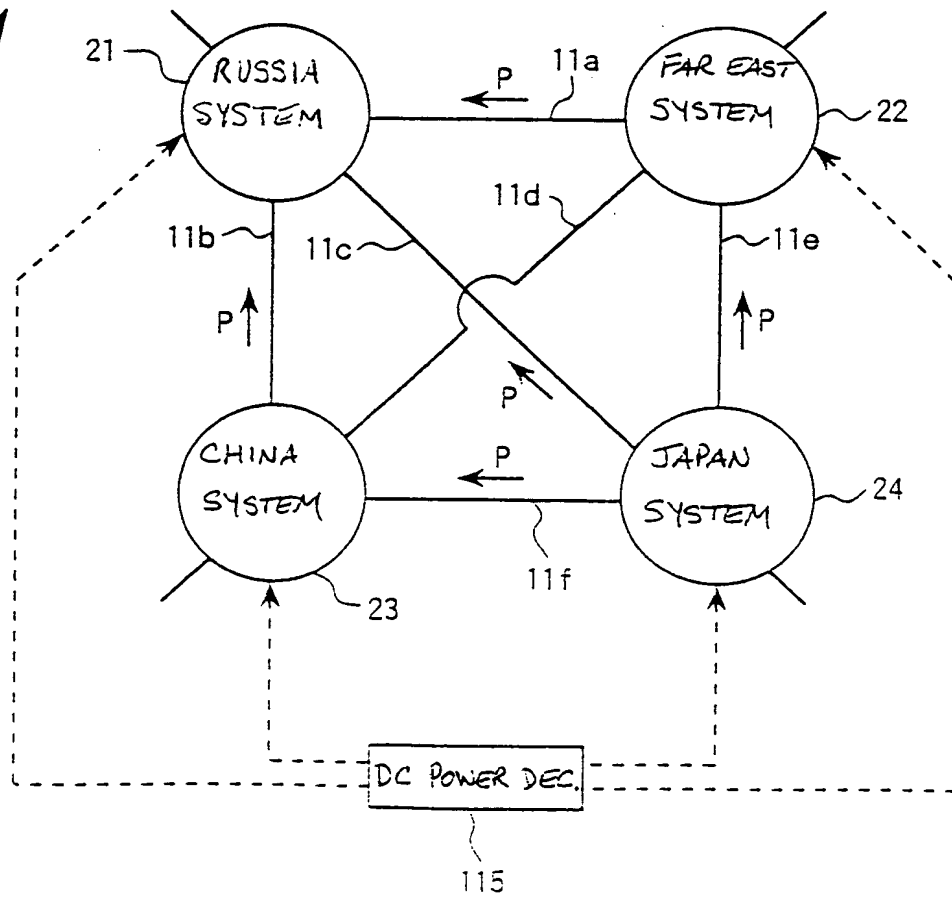 21
RUSSIA
SYSTEM
P
11a
FAR EAST
SYSTEM
22
11b
11c
11d
11e
P
P
P
CHINA
SYSTEM
P
JAPAN
SYSTEM
24
23
11f
DC POWER DEC.
115